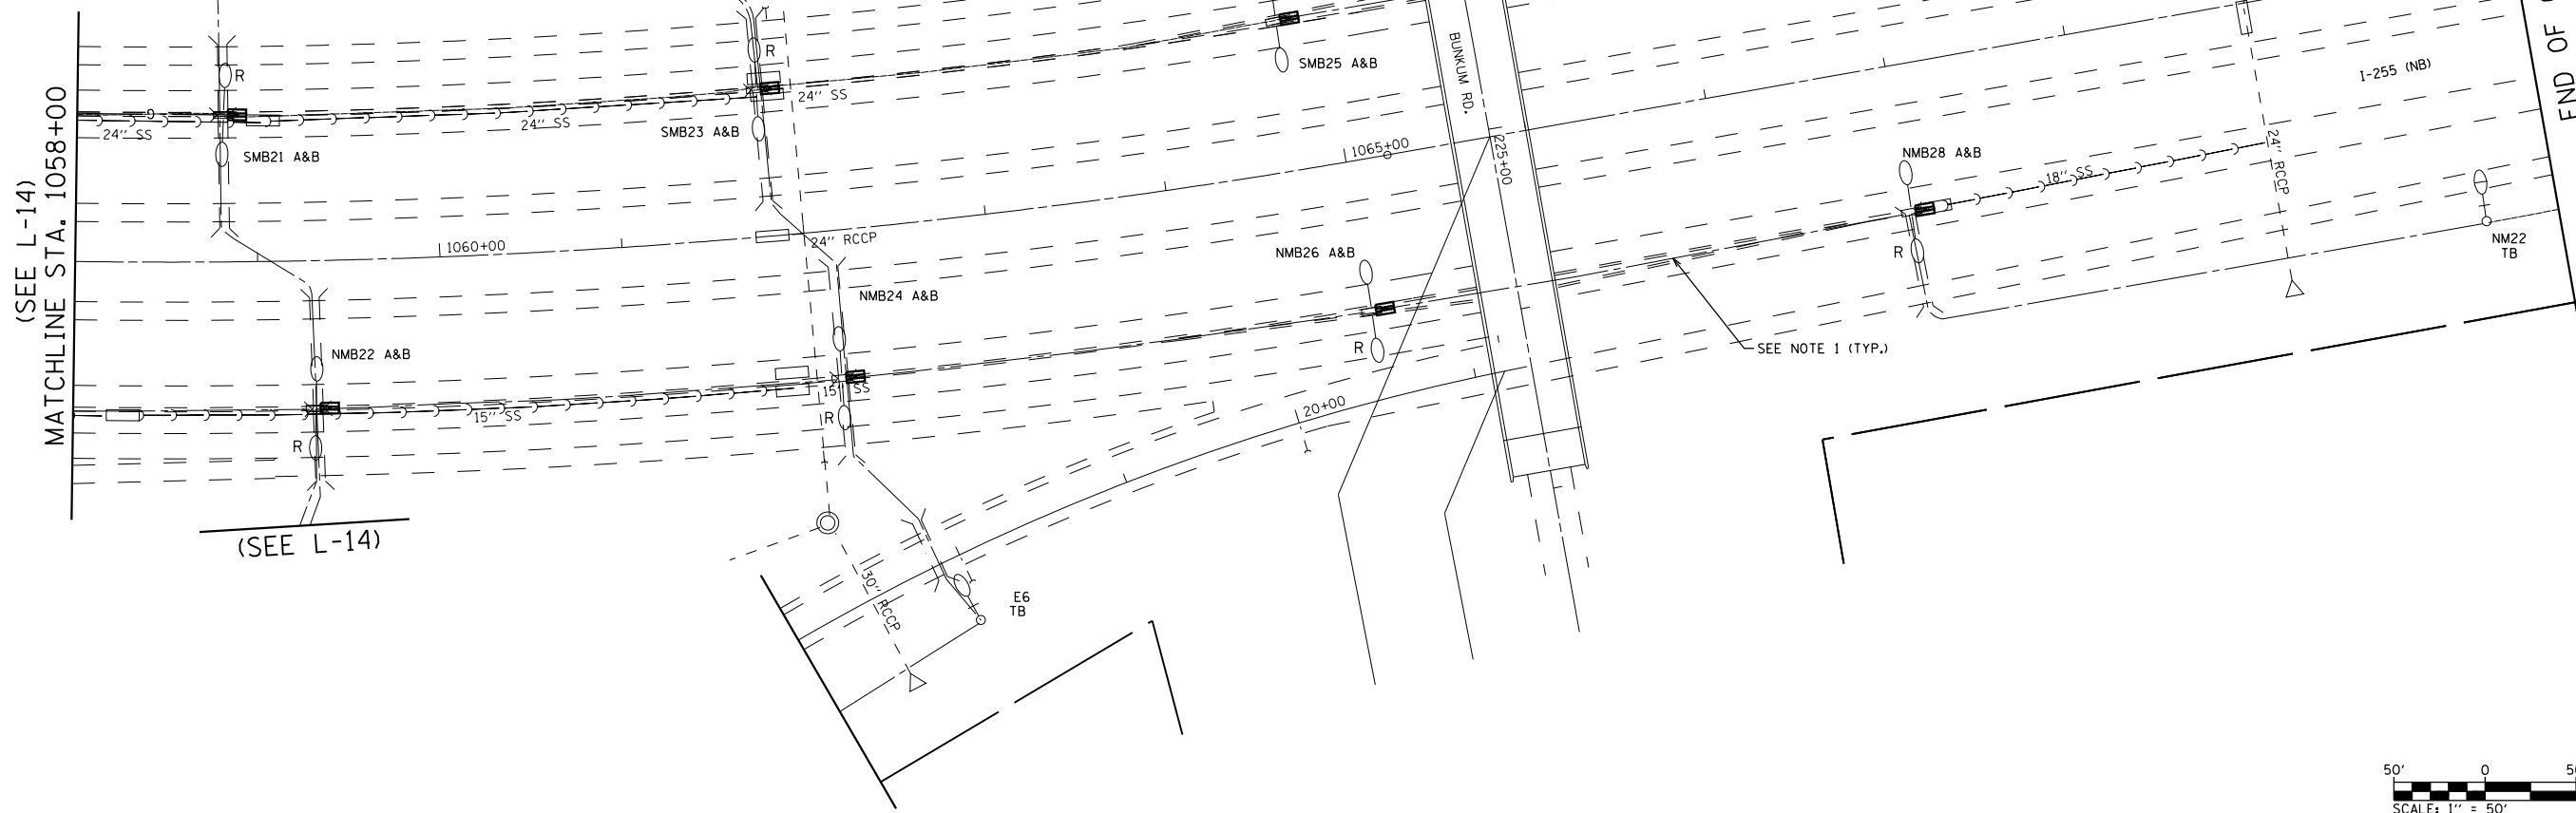 (SEE L-14)
MATCHLINE STA. 1058+00
R
R
SMB25 A&B
BUNKUM RD.
I-255 (NB)
END OF
24'' SS
24'' SS
24'' SS
SMB21 A&B
SMB23 A&B
1065+00
225+00
NMB28 A&B
24'' RCCP
18'' SS
1060+00
24'' RCCP
NMB26 A&B
R
NM22
TB
NMB24 A&B
NMB22 A&B
R
SEE NOTE 1 (TYP.)
15'' SS
15'' SS
R
R
20+00
(SEE L-14)
30'' RCCP
E6
TB
50'
0
SCALE: 1'' = 50'